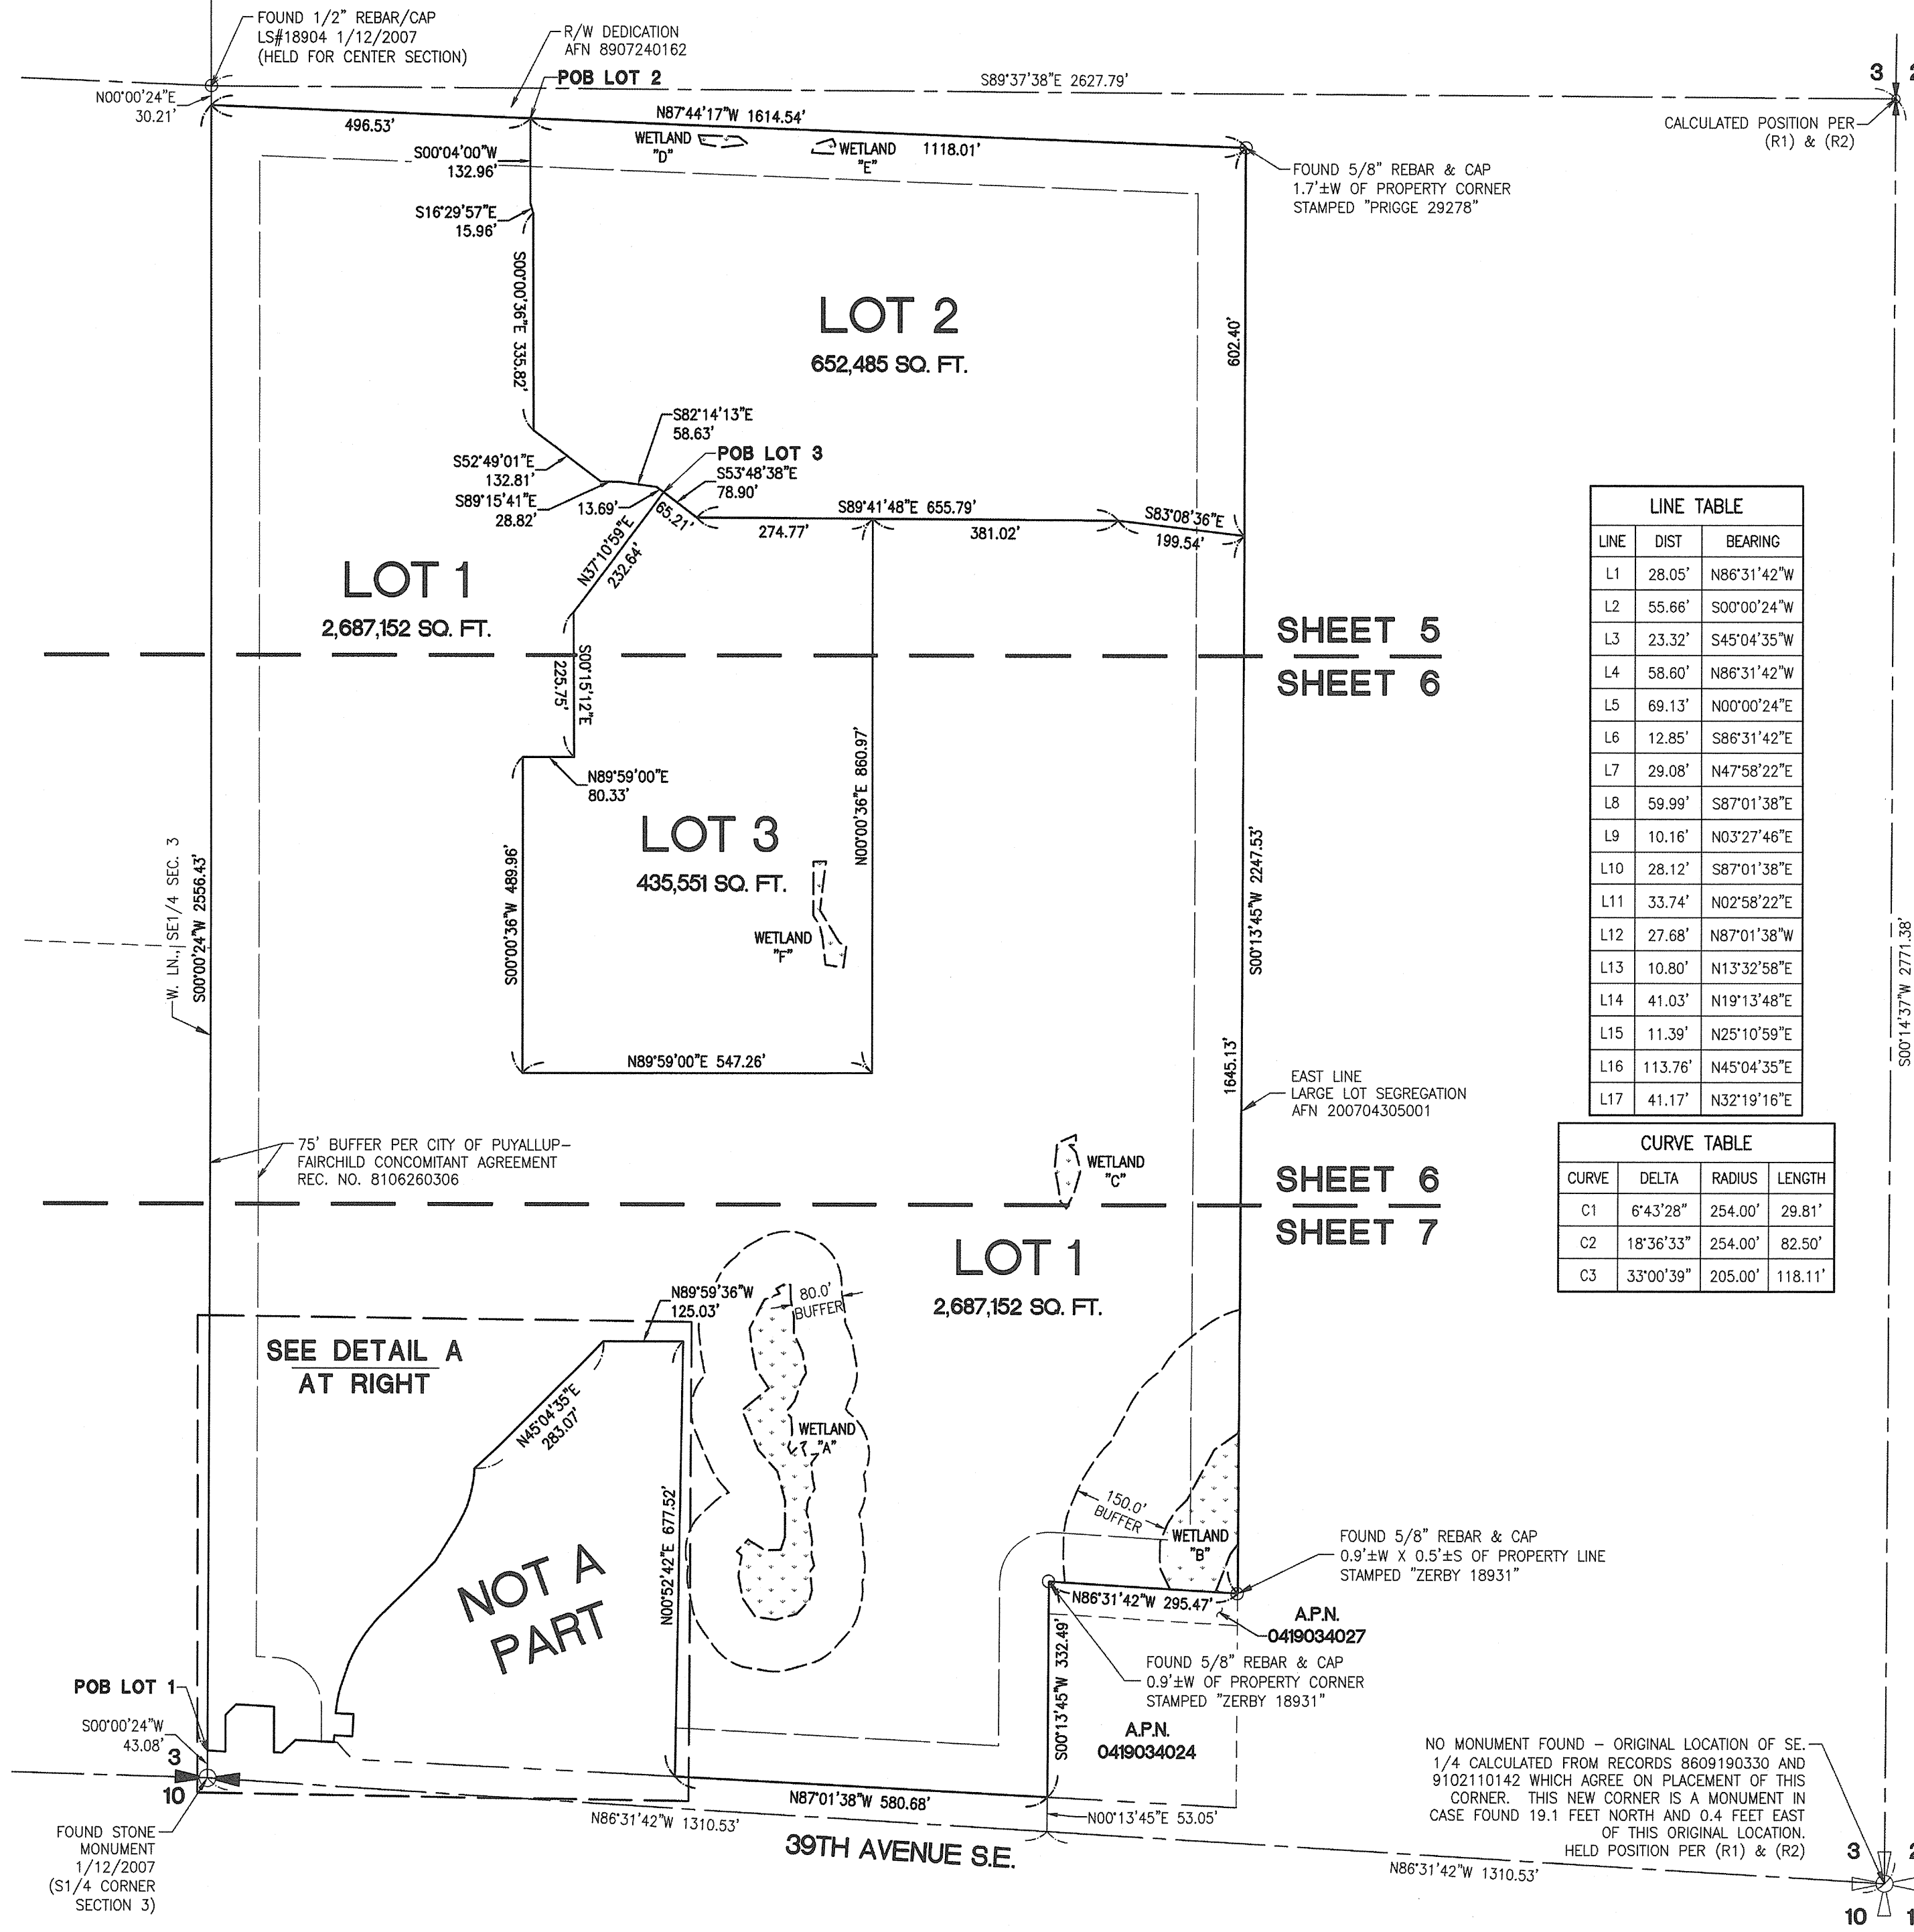 FOUND 1/2" REBAR/CAP
LS#18904 1/12/2007
(HELD FOR CENTER SECTION)
R/W DEDICATION
AFN 8907240162
POB LOT 2
S89°37'38"E 2627.79'
3
2
N00°00'24"E
30.21'
496.53'
N87°44'17"W 1614.54'
1118.01'
WETLAND
"D"
WETLAND
"E"
CALCULATED POSITION PER
(R1) & (R2)
S00°04'00"W
132.96'
FOUND 5/8" REBAR & CAP
1.7'±W OF PROPERTY CORNER
STAMPED "PRIGGE 29278"
S16°29'57"E
15.96'
S00°00'36"E 335.82'
LOT 2
652,485 SQ. FT.
602.40'
S82°14'13"E
58.63'
POB LOT 3
S52°49'01"E
132.81'
S53°48'38"E
78.90'
S89°15'41"E
28.82'
13.69'
65.21'
S89°41'48"E 655.79'
274.77'
381.02'
S83°08'36"E
199.54'
N37°10'59"E
232.64'
LOT 1
2,687,152 SQ. FT.
SHEET 5
SHEET 6
S00°15'12"E
225.75'
N89°59'00"E
80.33'
N00°00'36"E 860.97'
LOT 3
435,551 SQ. FT.
S00°00'36"W 489.96'
WETLAND
"F"
W. LN., SE1/4 SEC. 3
S00°00'24"W 2556.43'
S00°13'45"W 2247.53'
N89°59'00"E 547.26'
1645.13'
EAST LINE
LARGE LOT SEGREGATION
AFN 200704305001
S00°14'37"W 2771.38'
LINE TABLE
LINE DIST BEARING
L1 28.05' N86°31'42"W
L2 55.66' S00°00'24"W
L3 23.32' S45°04'35"W
L4 58.60' N86°31'42"W
L5 69.13' N00°00'24"E
L6 12.85' S86°31'42"E
L7 29.08' N47°58'22"E
L8 59.99' S87°01'38"E
L9 10.16' N03°27'46"E
L10 28.12' S87°01'38"E
L11 33.74' N02°58'22"E
L12 27.68' N87°01'38"W
L13 10.80' N13°32'58"E
L14 41.03' N19°13'48"E
L15 11.39' N25°10'59"E
L16 113.76' N45°04'35"E
L17 41.17' N32°19'16"E
CURVE TABLE
CURVE DELTA RADIUS LENGTH
C1 6°43'28" 254.00' 29.81'
C2 18°36'33" 254.00' 82.50'
C3 33°00'39" 205.00' 118.11'
75' BUFFER PER CITY OF PUYALLUP-
FAIRCHILD CONCOMITANT AGREEMENT
REC. NO. 8106260306
WETLAND
"C"
SHEET 6
SHEET 7
LOT 1
2,687,152 SQ. FT.
N89°59'36"W
125.03'
80.0'
BUFFER
SEE DETAIL A
AT RIGHT
N45°04'35"E
283.07'
WETLAND
"A"
N00°52'42"E 677.52'
150.0'
BUFFER
WETLAND
"B"
NOT A
PART
FOUND 5/8" REBAR & CAP
0.9'±W X 0.5'±S OF PROPERTY LINE
STAMPED "ZERBY 18931"
N86°31'42"W 295.47'
A.P.N.
0419034027
FOUND 5/8" REBAR & CAP
0.9'±W OF PROPERTY CORNER
STAMPED "ZERBY 18931"
S00°13'45"W 332.49'
A.P.N.
0419034024
POB LOT 1
S00°00'24"W
43.08'
3
10
FOUND STONE
MONUMENT
1/12/2007
(S1/4 CORNER
SECTION 3)
N87°01'38"W 580.68'
N86°31'42"W 1310.53'
N00°13'45"E 53.05'
39TH AVENUE S.E.
NO MONUMENT FOUND – ORIGINAL LOCATION OF SE.
1/4 CALCULATED FROM RECORDS 8609190330 AND
9102110142 WHICH AGREE ON PLACEMENT OF THIS
CORNER. THIS NEW CORNER IS A MONUMENT IN
CASE FOUND 19.1 FEET NORTH AND 0.4 FEET EAST
OF THIS ORIGINAL LOCATION.
HELD POSITION PER (R1) & (R2)
N86°31'42"W 1310.53'
3
2
10
1